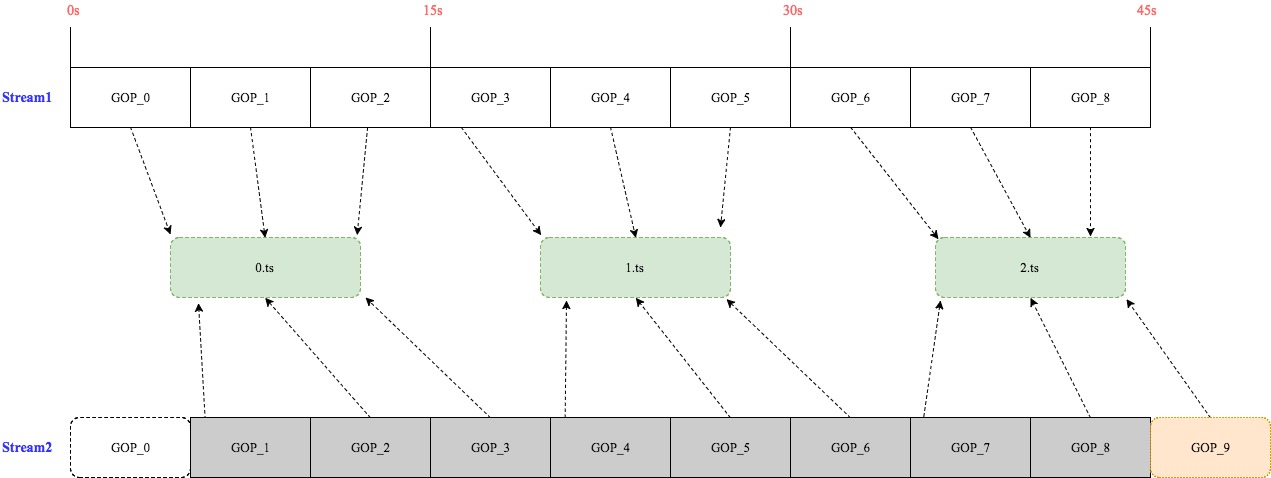 0s 15s 30s 45s
Stream1 GOP_0 GOP_1 GOP_2 GOP_3 GOP_4 GOP_5 GOP_6 GOP_7 GOP_8
0.ts 1.ts 2.ts
Stream2 GOP_0 GOP_1 GOP_2 GOP_3 GOP_4 GOP_5 GOP_6 GOP_7 GOP_8 GOP_9